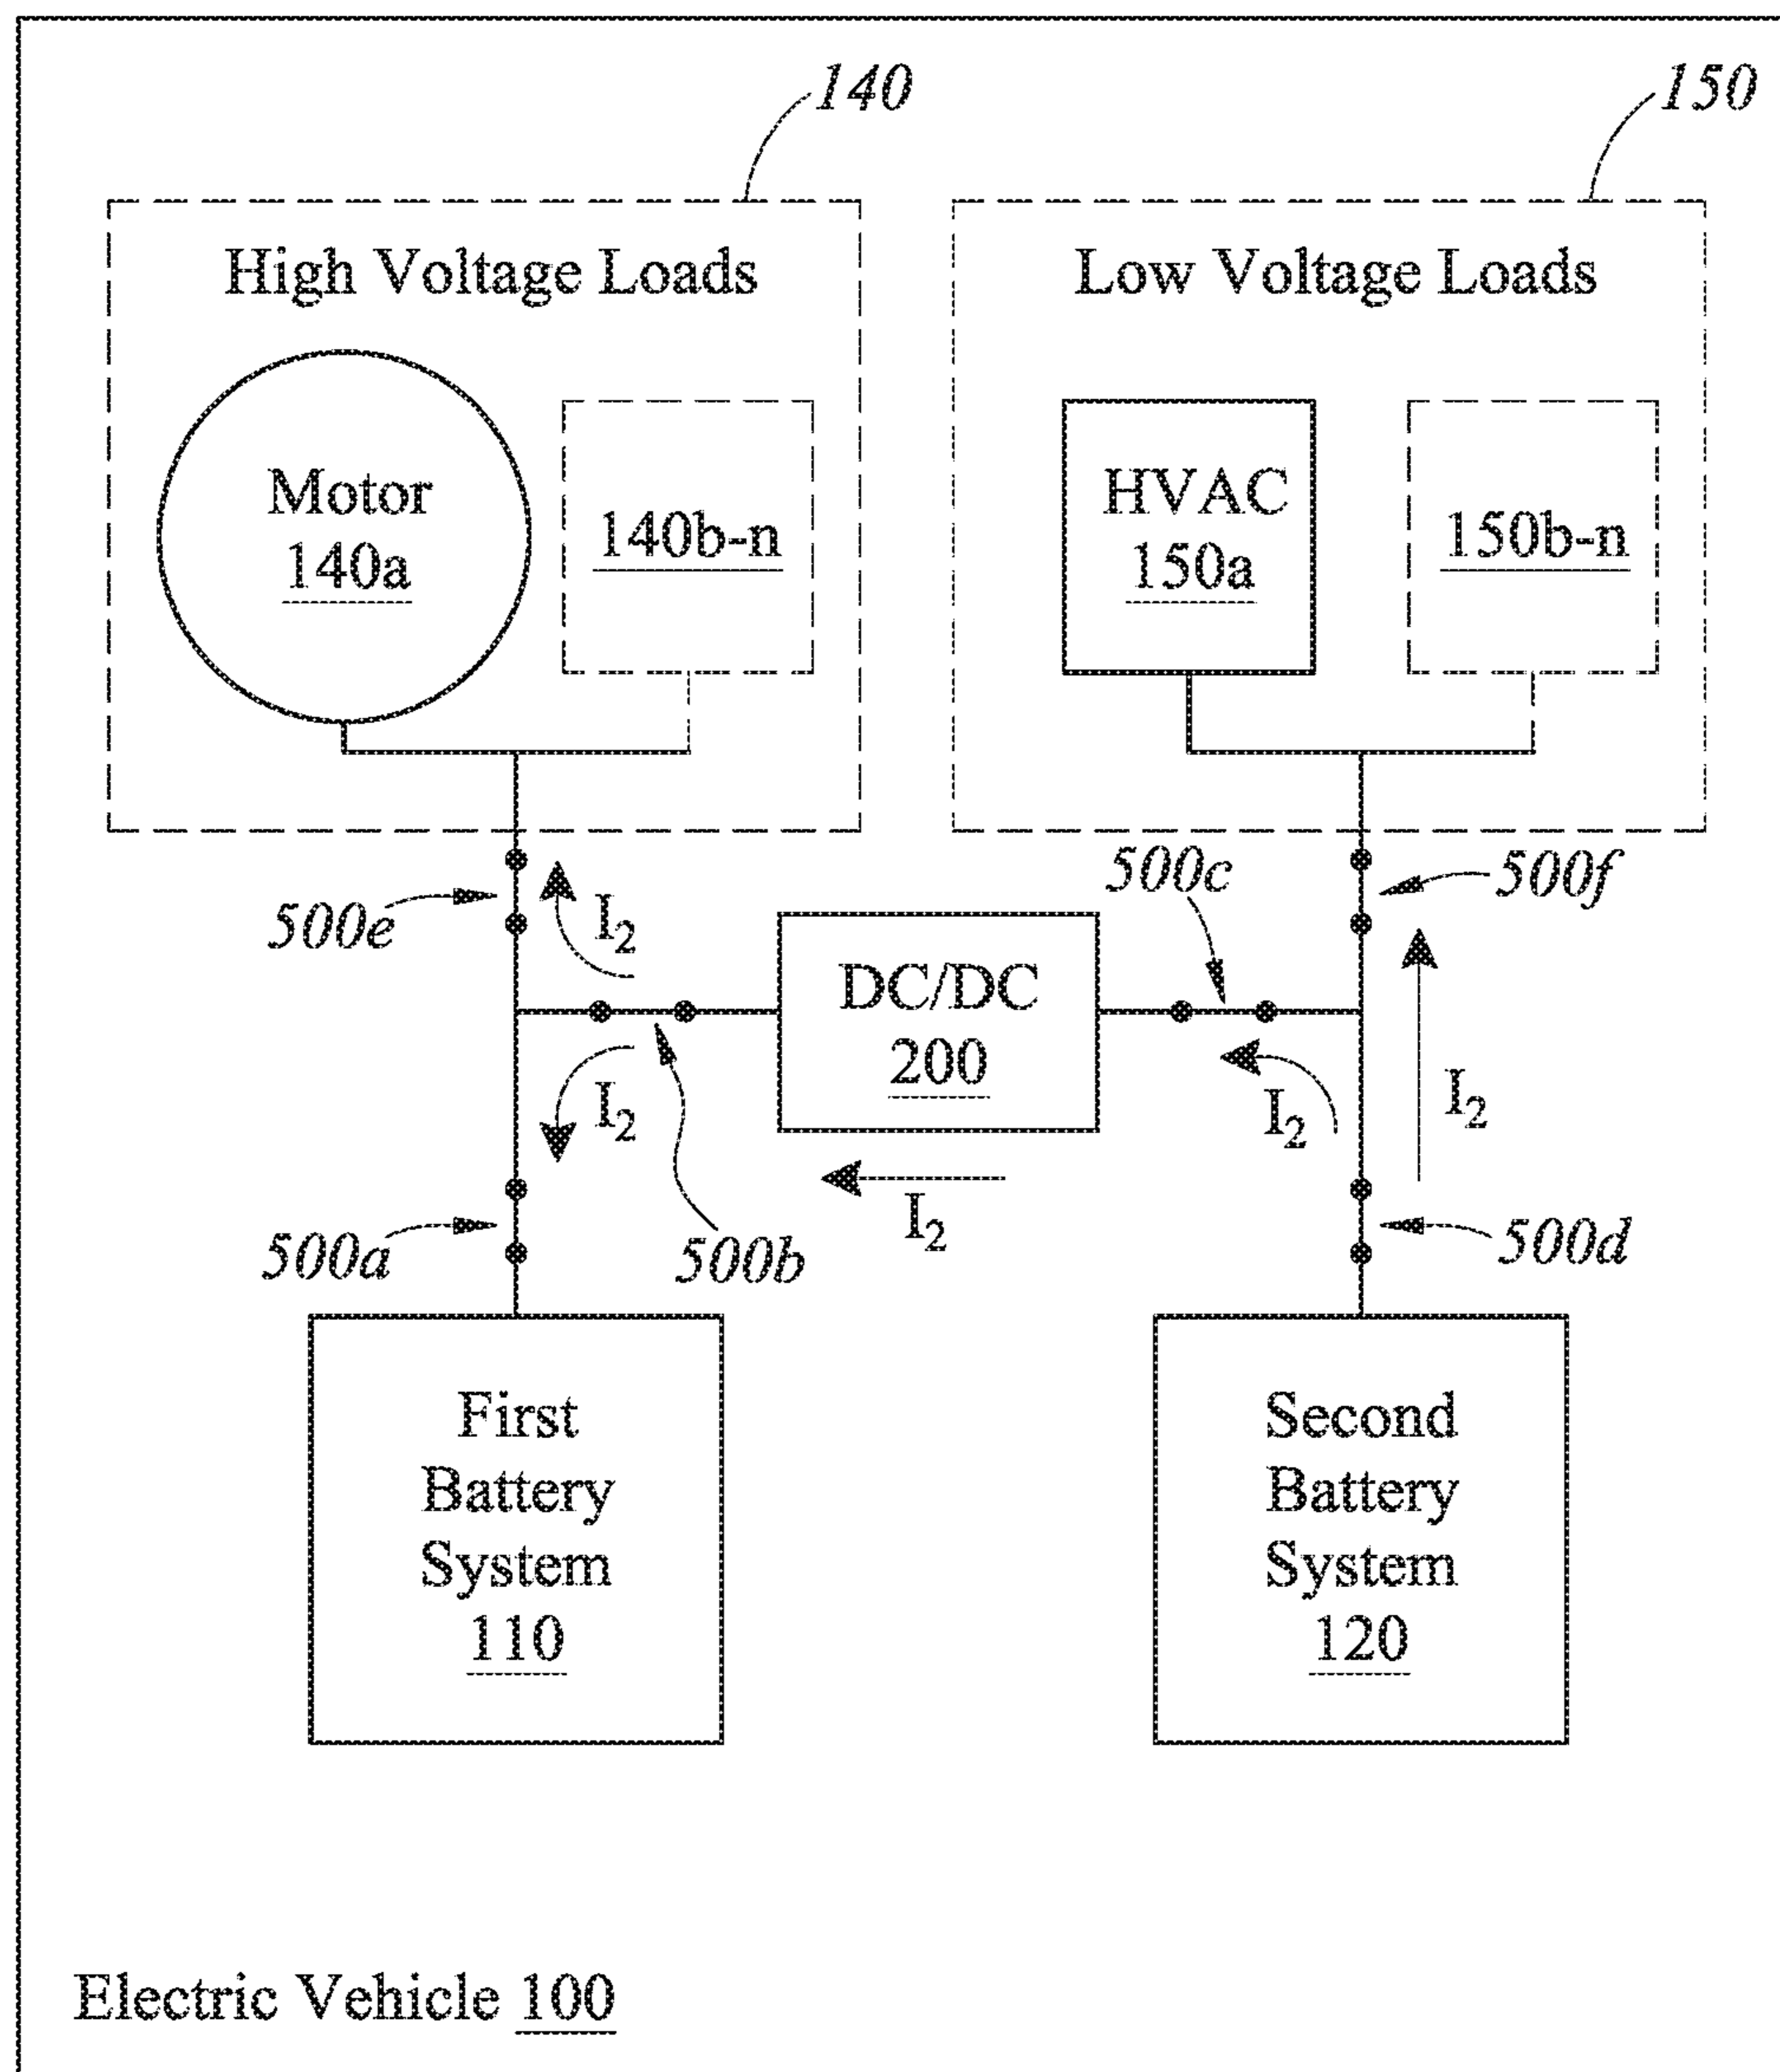 140
150
High Voltage Loads
Low Voltage Loads
Motor
140a
140b-n
HVAC
150a
150b-n
500e
I₂
500c
500f
DC/DC
200
I₂
I₂
I₂
I₂
500a
500b
500d
First
Battery
System
110
Second
Battery
System
120
Electric Vehicle 100